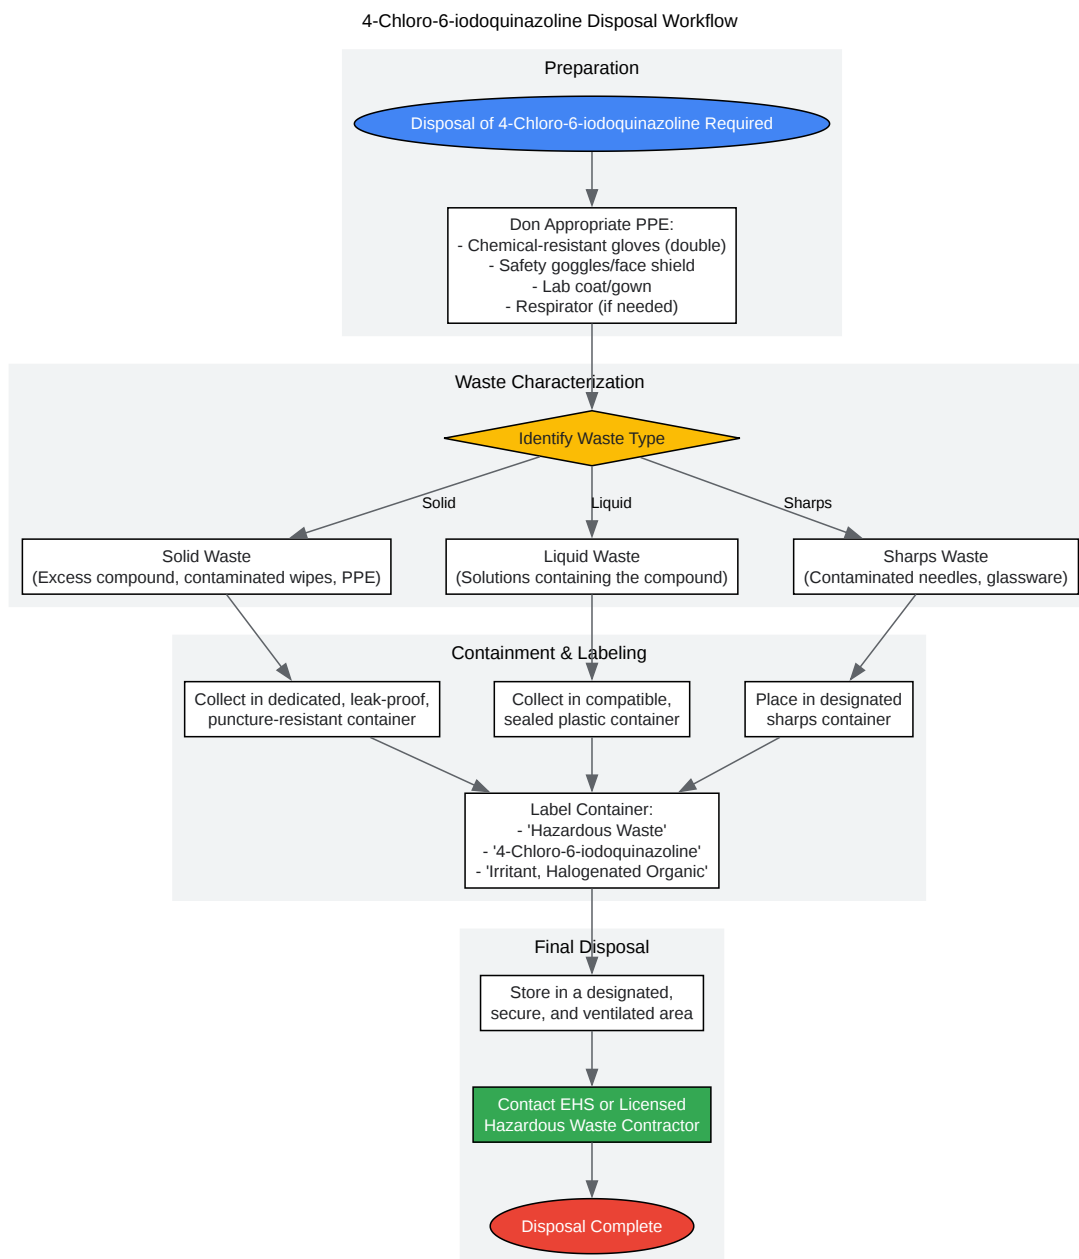 4-Chloro-6-iodoquinazoline Disposal Workflow
Preparation
Disposal of 4-Chloro-6-iodoquinazoline Required
Don Appropriate PPE:
- Chemical-resistant gloves (double)
- Safety goggles/face shield
- Lab coat/gown
- Respirator (if needed)
Waste Characterization
Identify Waste Type
Solid
Liquid
Sharps
Solid Waste
(Excess compound, contaminated wipes, PPE)
Liquid Waste
(Solutions containing the compound)
Sharps Waste
(Contaminated needles, glassware)
Containment & Labeling
Collect in dedicated, leak-proof,
puncture-resistant container
Collect in compatible,
sealed plastic container
Place in designated
sharps container
Label Container:
- 'Hazardous Waste'
- '4-Chloro-6-iodoquinazoline'
- 'Irritant, Halogenated Organic'
Final Disposal
Store in a designated,
secure, and ventilated area
Contact EHS or Licensed
Hazardous Waste Contractor
Disposal Complete